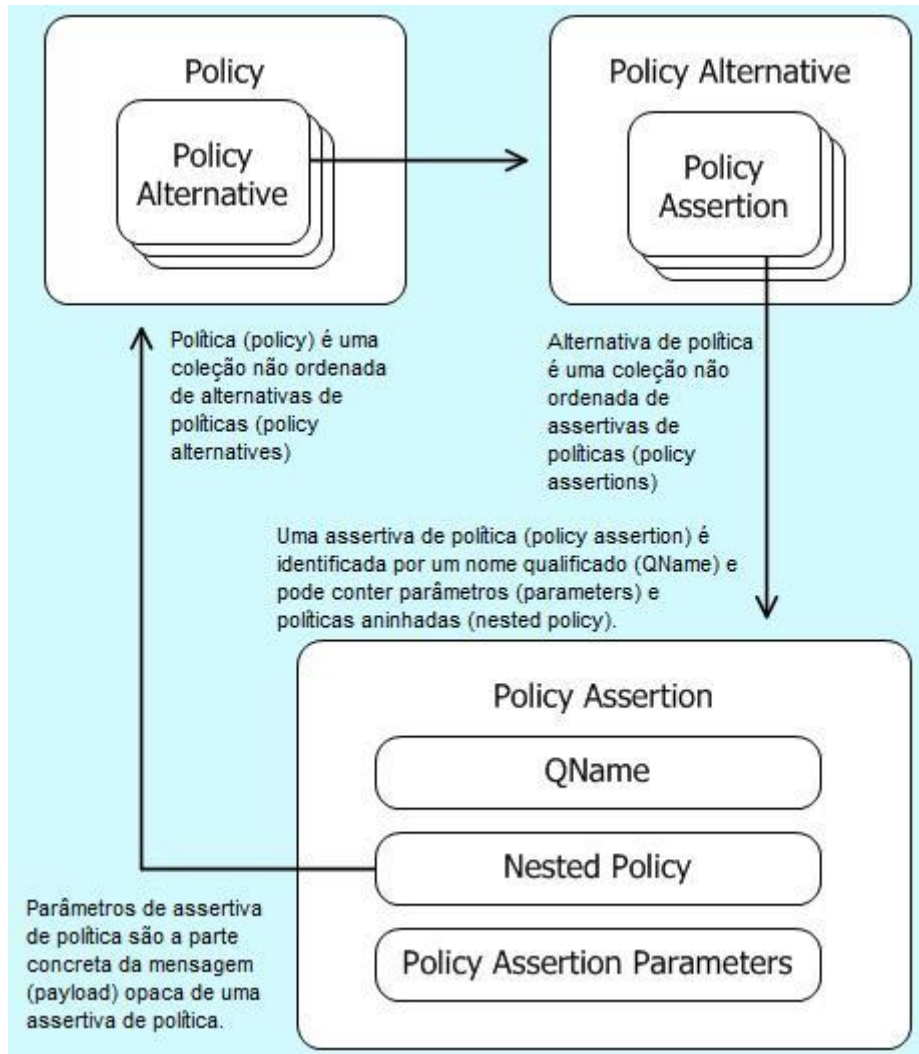 Policy
Policy
Alternative
Policy Alternative
Policy
Assertion
Política (policy) é uma
coleção não ordenada
de alternativas de
políticas (policy
alternatives)
Alternativa de política
é uma coleção não
ordenada de
assertivas de
políticas (policy
assertions)
Uma assertiva de política (policy assertion) é
identificada por um nome qualificado (QName) e
pode conter parâmetros (parameters) e
políticas aninhadas (nested policy).
Policy Assertion
QName
Nested Policy
Policy Assertion Parameters
Parâmetros de assertiva
de política são a parte
concreta da mensagem
(payload) opaca de uma
assertiva de política.